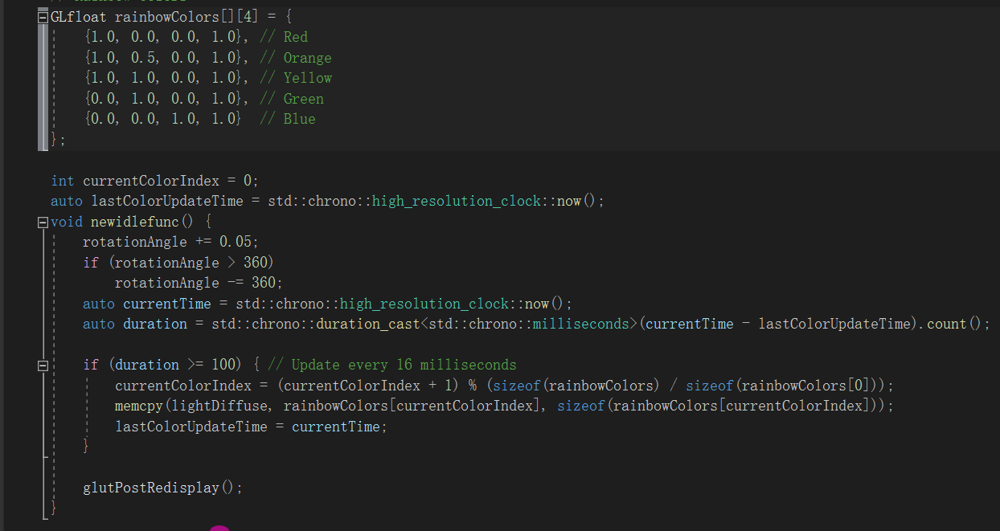 GLfloat rainbowColors[][4] = {
{1.0, 0.0, 0.0, 1.0}, // Red
{1.0, 0.5, 0.0, 1.0}, // Orange
{1.0, 1.0, 0.0, 1.0}, // Yellow
{0.0, 1.0, 0.0, 1.0}, // Green
{0.0, 0.0, 1.0, 1.0}  // Blue
};
int currentColorIndex = 0;
auto lastColorUpdateTime = std::chrono::high_resolution_clock::now();
void newidlefunc() {
rotationAngle += 0.05;
if (rotationAngle > 360)
rotationAngle -= 360;
auto currentTime = std::chrono::high_resolution_clock::now();
auto duration = std::chrono::duration_cast<std::chrono::milliseconds>(currentTime - lastColorUpdateTime).count();
if (duration >= 100) { // Update every 16 milliseconds
currentColorIndex = (currentColorIndex + 1) % (sizeof(rainbowColors) / sizeof(rainbowColors[0]));
memcpy(lightDiffuse, rainbowColors[currentColorIndex], sizeof(rainbowColors[currentColorIndex]));
lastColorUpdateTime = currentTime;
}
glutPostRedisplay();
}